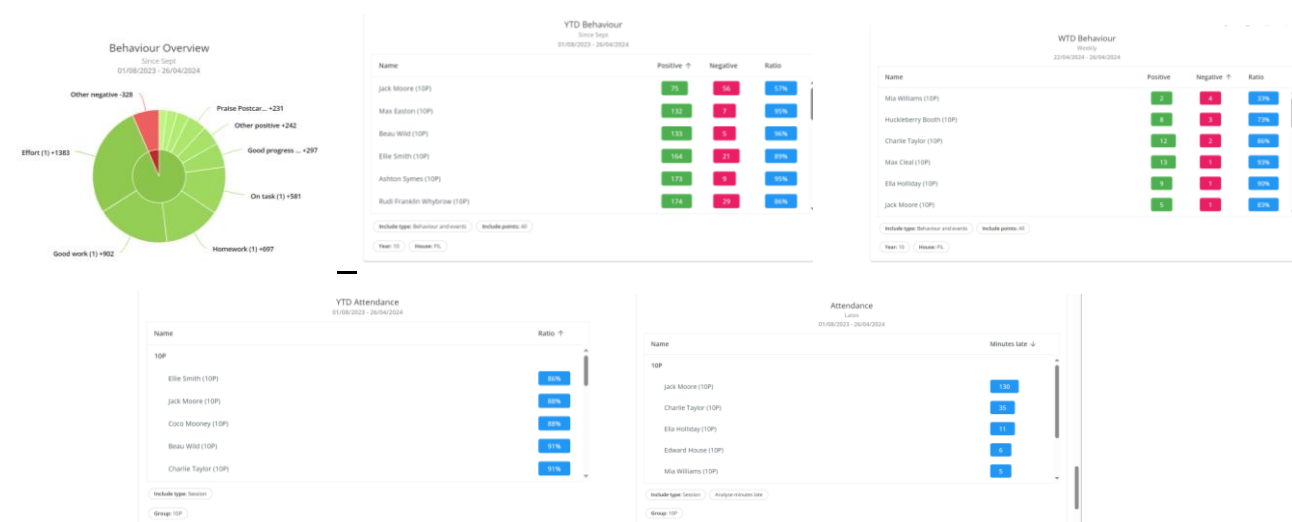 Behaviour Overview
Since Sept
01/08/2023 - 26/04/2024
Other negative -328
Praise Postcar... +231
Other positive +242
Good progress ... +297
Effort (1) +1383
On task (1) +581
Homework (1) +697
Good work (1) +902
YTD Behaviour
Since Sept
01/08/2023 - 26/04/2024
Name Positive ↑ Negative Ratio
Jack Moore (10P) 75 56 57%
Max Easton (10P) 132 7 95%
Beau Wild (10P) 133 5 96%
Ellie Smith (10P) 164 21 89%
Ashton Symes (10P) 173 9 95%
Rudi Franklin Whybrow (10P) 174 29 86%
Include type: Behaviour and events Include points: All
Year: 10 House: PIL
WTD Behaviour
Weekly
22/04/2024 - 26/04/2024
Name Positive Negative ↑ Ratio
Mia Williams (10P) 2 4 33%
Huckleberry Booth (10P) 8 3 73%
Charlie Taylor (10P) 12 2 86%
Max Cleal (10P) 13 1 93%
Ella Holliday (10P) 9 1 90%
Jack Moore (10P) 5 1 83%
Include type: Behaviour and events Include points: All
Year: 10 House: PIL
YTD Attendance
01/08/2023 - 26/04/2024
Name Ratio ↑
10P
Ellie Smith (10P) 86%
Jack Moore (10P) 88%
Coco Mooney (10P) 88%
Beau Wild (10P) 91%
Charlie Taylor (10P) 91%
Include type: Session
Group: 10P
Attendance
Lates
01/08/2023 - 26/04/2024
Name Minutes late ↓
10P
Jack Moore (10P) 130
Charlie Taylor (10P) 35
Ella Holliday (10P) 11
Edward House (10P) 6
Mia Williams (10P) 5
Include type: Session Analyse minutes late
Group: 10P